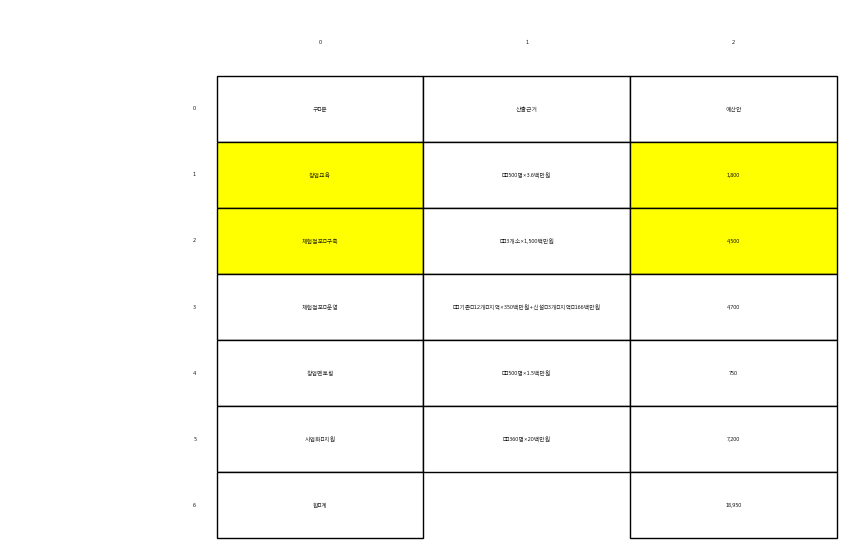 0 1 2
0 구□분 산출근거 예산안
1 창업교육 □□500명×3.6백만원 1,800
2 체험점포□구축 □□3개소×1,500백만원 4,500
3 체험점포□운영 □□기존□12개□지역×350백만원+신설□3개□지역□166백만원 4,700
4 창업멘토링 □□500명×1.5백만원 750
5 사업화□지원 □□360명×20백만원 7,200
6 합□계 18,950